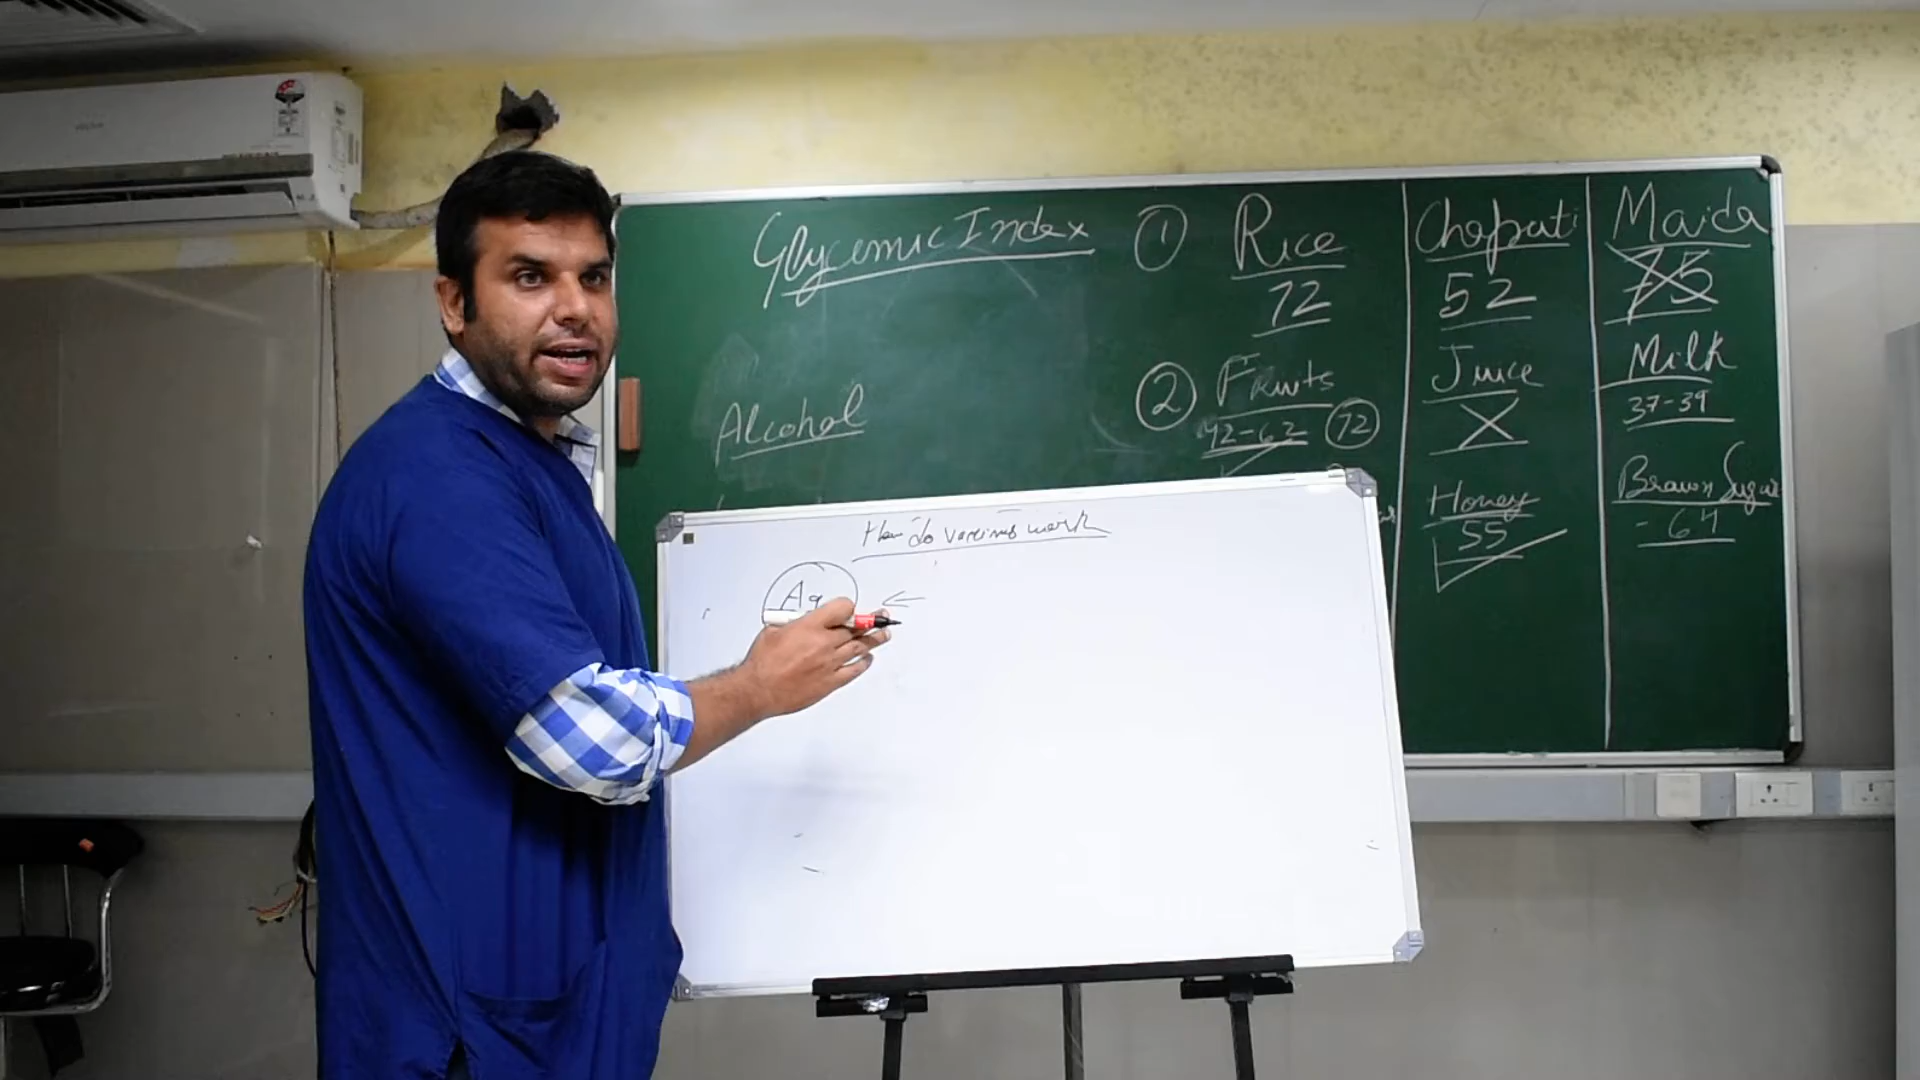 Glycemic Index
① Rice
72
Chapati
52
Maida
75
② Fruits
42-62 72
Juice
X
Milk
37-39
Alcohol
Honey
55
Brown Sugar
- 64
How do vaccines work
Ag